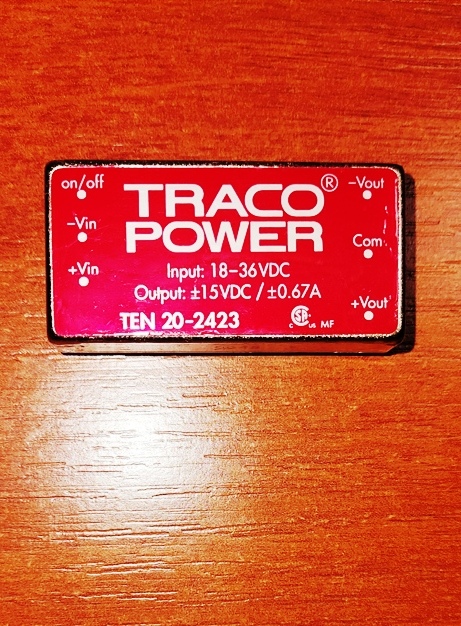 on/off
-Vin
+Vin
TRACO®
POWER
Input: 18-36VDC
Output: ±15VDC / ±0.67A
TEN 20-2423
c SA us MF
-Vout
Com
+Vout